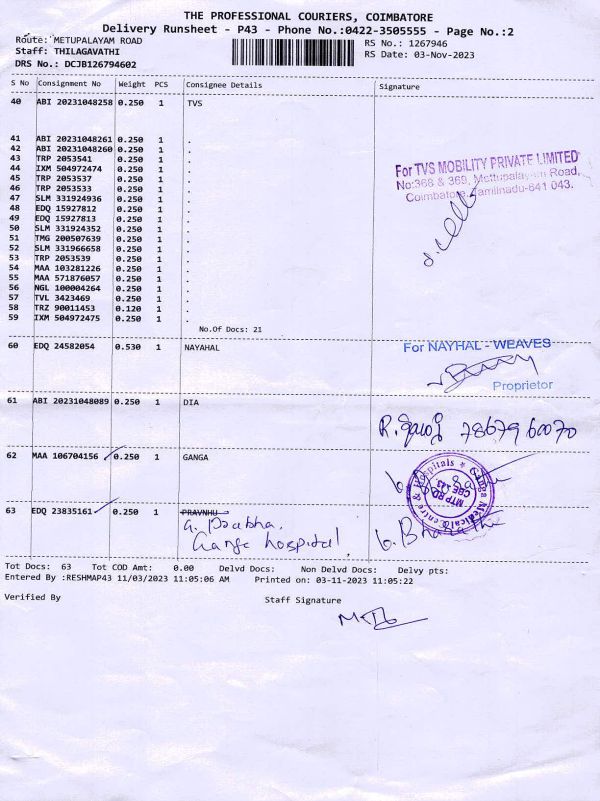 THE PROFESSIONAL COURIERS, COIMBATORE
Delivery Runsheet - P43 - Phone No.:0422-3505555 - Page No.:2
Route: METUPALAYAM ROAD
Staff: THILAGAVATHI
DRS No.: DCJB126794602
RS No.: 1267946
RS Date: 03-Nov-2023
S No Consignment No Weight PCS Consignee Details Signature
40 ABI 20231048258 0.250 1 TVS
41 ABI 20231048261 0.250 1 .
42 ABI 20231048260 0.250 1 .
43 TRP 2053541 0.250 1 .
44 IXM 504972474 0.250 1 .
45 TRP 2053537 0.250 1 .
46 TRP 2053533 0.250 1 .
47 SLM 331924936 0.250 1 .
48 EDQ 15927812 0.250 1 .
49 EDQ 15927813 0.250 1 .
50 SLM 331924352 0.250 1 .
51 TMG 200507639 0.250 1 .
52 SLM 331966658 0.250 1 .
53 TRP 2053539 0.250 1 .
54 MAA 103281226 0.250 1 .
55 MAA 571876057 0.250 1 .
56 NGL 100004264 0.250 1 .
57 TVL 3423469 0.250 1 .
58 TRZ 90011453 0.120 1 .
59 IXM 504972475 0.250 1 .
For TVS MOBILITY PRIVATE LIMITED
No:368 & 369, Mettupalayam Road,
Coimbatore, Tamilnadu-641 043.
No.Of Docs: 21
60 EDQ 24582054 0.530 1 NAYAHAL
For NAYHAL - WEAVES
Proprietor
61 ABI 20231048089 0.250 1 DIA
78679 60070
62 MAA 106704156 0.250 1 GANGA
Ganga Medical Centre & Hospitals
MTP RD
CBE-43
63 EDQ 23835161 0.250 1 PRAVNHU
G. Prabha.
Ganga hospital
Tot Docs: 63 Tot COD Amt: 0.00 Delvd Docs: Non Delvd Docs: Delvy pts:
Entered By :RESHMAP43 11/03/2023 11:05:06 AM Printed on: 03-11-2023 11:05:22
Verified By Staff Signature